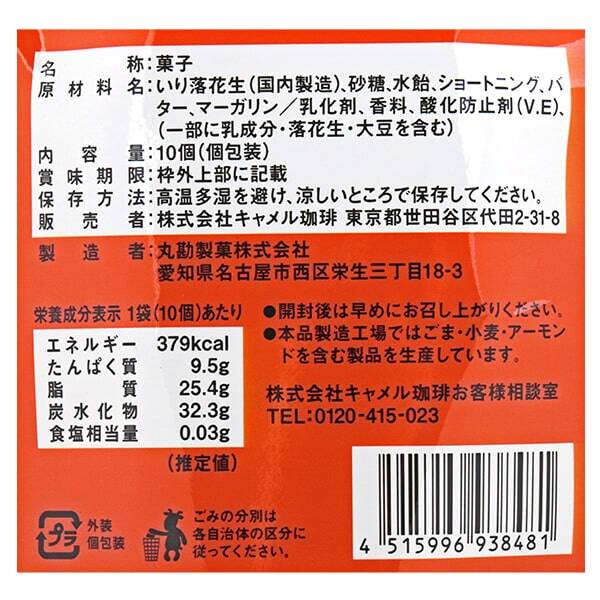 名称:菓子
原材料名:いり落花生(国内製造)、砂糖、水飴、ショートニング、バ
ター、マーガリン/乳化剤、香料、酸化防止剤(V.E)、
(一部に乳成分・落花生・大豆を含む)
内容量:10個(個包装)
賞味期限:枠外上部に記載
保存方法:高温多湿を避け、涼しいところで保存してください。
販売者:株式会社キャメル珈琲 東京都世田谷区代田2-31-8
製造者:丸勘製菓株式会社
愛知県名古屋市西区栄生三丁目18-3
栄養成分表示 1袋(10個)あたり
エネルギー 379kcal
たんぱく質 9.5g
脂質 25.4g
炭水化物 32.3g
食塩相当量 0.03g
(推定値)
●開封後は早めにお召し上がりください。
●本品製造工場ではごま・小麦・アーモン
ドを含む製品を生産しています。
株式会社キャメル珈琲お客様相談室
TEL:0120-415-023
プラ
外装
個包装
ごみの分別は
各自治体の区分に
従ってください。
4 515996 938481